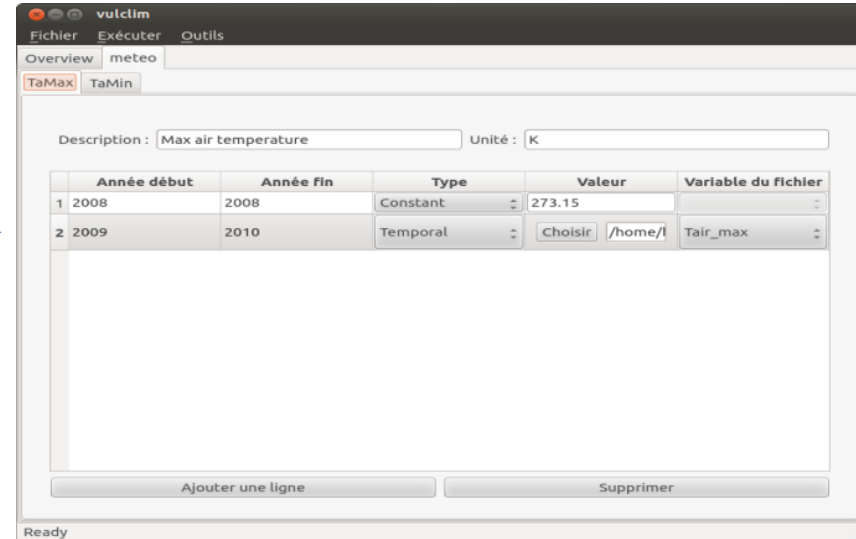 vulclim
Fichier Exécuter Outils
Overview meteo
TaMax TaMin
Description : Max air temperature Unité : K
Année début Année fin Type Valeur Variable du fichier
1 2008 2008 Constant 273.15
2 2009 2010 Temporal Choisir /home/l Tair_max
Ajouter une ligne Supprimer
Ready